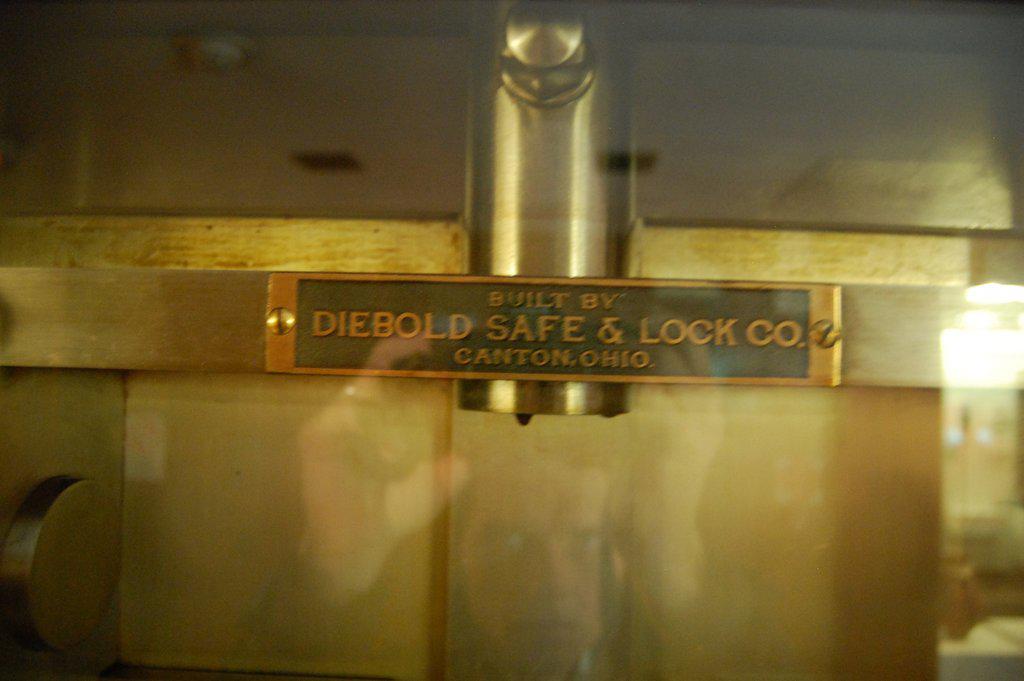 BUILT BY
DIEBOLD SAFE & LOCK CO.
CANTON, OHIO.